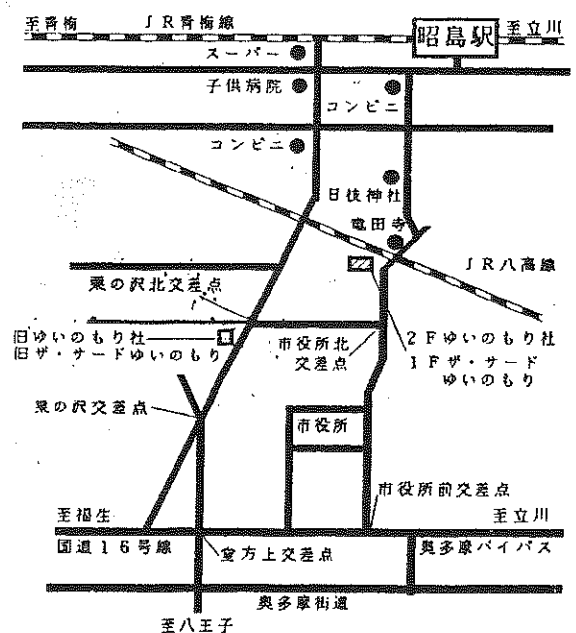 至青梅
JR青梅線
昭島駅
至立川
スーパー
子供病院
コンビニ
コンビニ
日枝神社
竜田寺
JR八高線
栗の沢北交差点
旧ゆいのもり社
旧ザ・サードゆいのもり
市役所北
交差点
2Fゆいのもり社
1Fザ・サード
ゆいのもり
栗の沢交差点
市役所
市役所前交差点
至福生
至立川
国道16号線
堂方上交差点
奥多摩バイパス
奥多摩街道
至八王子